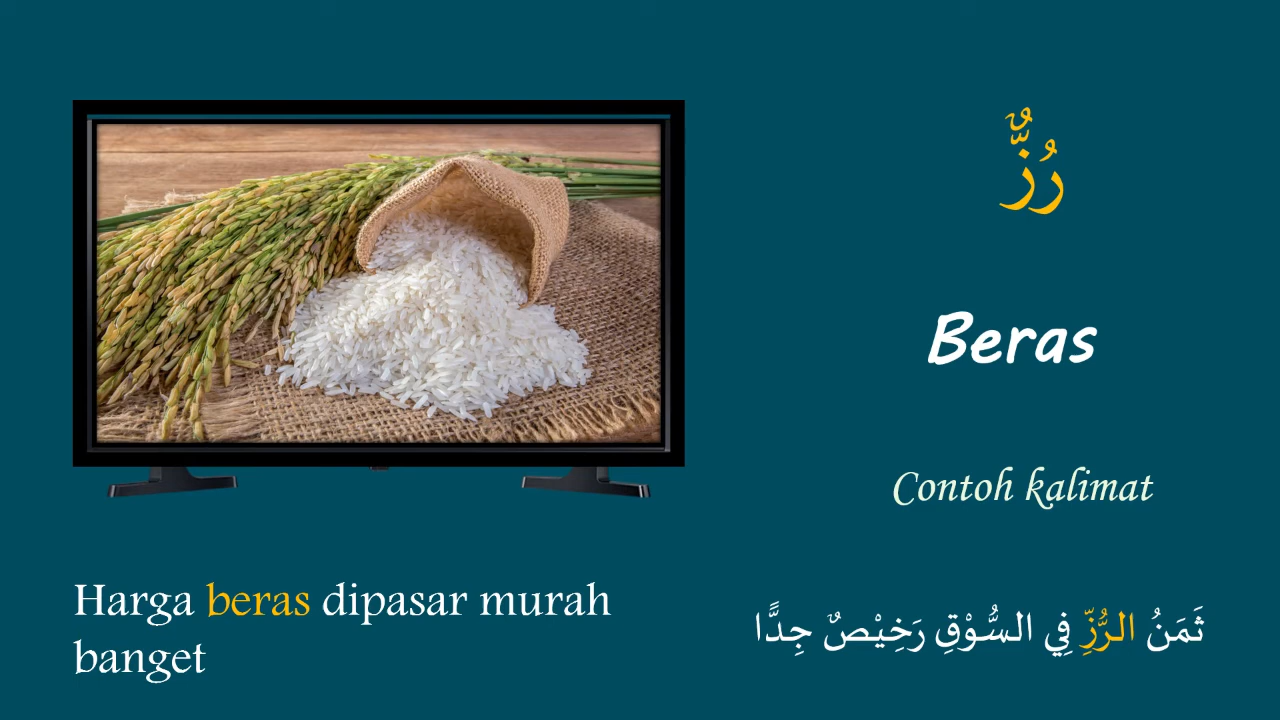 رُزٌّ
Beras
Contoh kalimat
Harga beras dipasar murah
banget
ثَمَنُ الرُّزِّ فِي السُّوْقِ رَخِيْصٌ جِدًّا